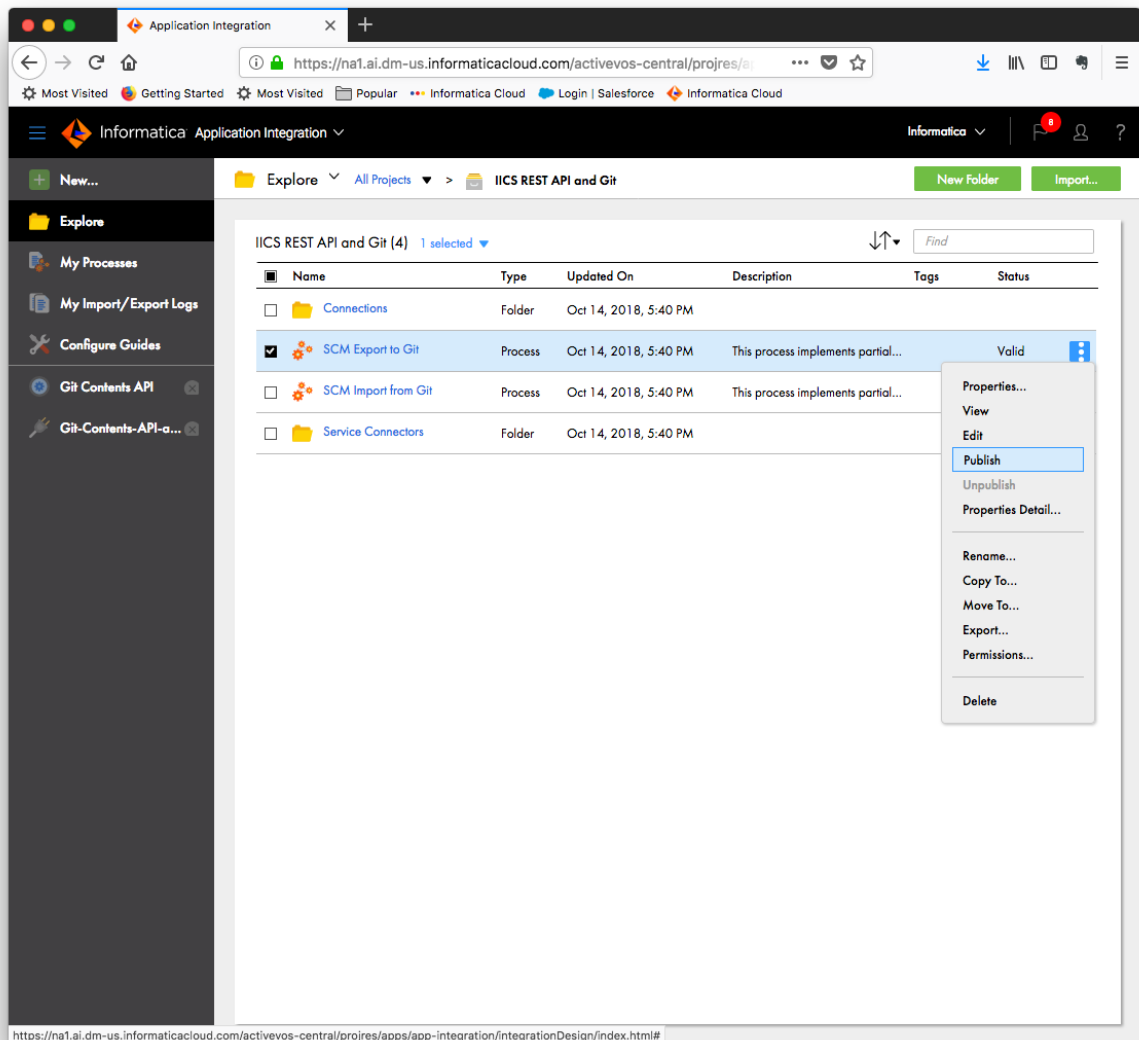 Application Integration
https://na1.ai.dm-us.informaticacloud.com/activevos-central/projres/a
Most Visited Getting Started Most Visited Popular Informatica Cloud Login | Salesforce Informatica Cloud
Informatica Application Integration Informatica 8 ?
New... Explore All Projects > IICS REST API and Git New Folder Import...
Explore
IICS REST API and Git (4) 1 selected Find
My Processes
Name Type Updated On Description Tags Status
My Import/Export Logs
Connections Folder Oct 14, 2018, 5:40 PM
Configure Guides
SCM Export to Git Process Oct 14, 2018, 5:40 PM This process implements partial... Valid
Git Contents API
SCM Import from Git Process Oct 14, 2018, 5:40 PM This process implements partial...
Git-Contents-API-a...
Service Connectors Folder Oct 14, 2018, 5:40 PM
Properties...
View
Edit
Publish
Unpublish
Properties Detail...
Rename...
Copy To...
Move To...
Export...
Permissions...
Delete
https://na1.ai.dm-us.informaticacloud.com/activevos-central/projres/apps/app-integration/integrationDesign/index.html#